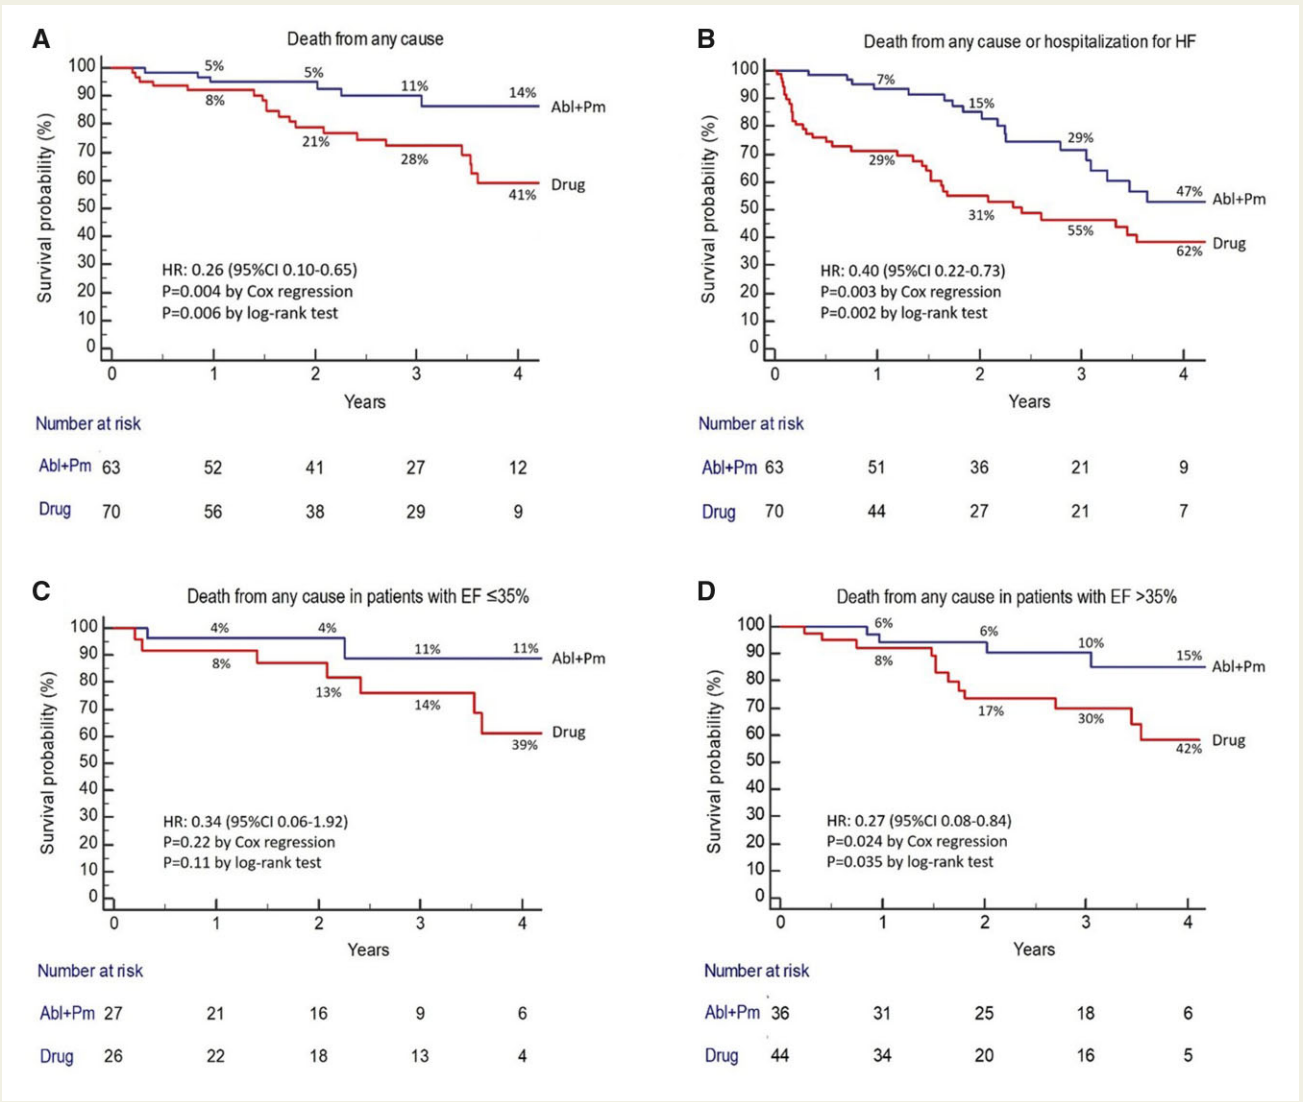 A
Death from any cause
Survival probability (%)
100
90
80
70
60
50
40
30
20
10
0
5%
5%
11%
14%
Abl+Pm
8%
21%
28%
41%
Drug
HR: 0.26 (95%CI 0.10-0.65)
P=0.004 by Cox regression
P=0.006 by log-rank test
0 1 2 3 4
Years
Number at risk
Abl+Pm 63 52 41 27 12
Drug 70 56 38 29 9
B
Death from any cause or hospitalization for HF
Survival probability (%)
100
90
80
70
60
50
40
30
20
10
0
7%
15%
29%
47%
Abl+Pm
29%
31%
55%
62%
Drug
HR: 0.40 (95%CI 0.22-0.73)
P=0.003 by Cox regression
P=0.002 by log-rank test
0 1 2 3 4
Years
Number at risk
Abl+Pm 63 51 36 21 9
Drug 70 44 27 21 7
C
Death from any cause in patients with EF ≤35%
Survival probability (%)
100
90
80
70
60
50
40
30
20
10
0
4%
4%
11%
11%
Abl+Pm
8%
13%
14%
39%
Drug
HR: 0.34 (95%CI 0.06-1.92)
P=0.22 by Cox regression
P=0.11 by log-rank test
0 1 2 3 4
Years
Number at risk
Abl+Pm 27 21 16 9 6
Drug 26 22 18 13 4
D
Death from any cause in patients with EF >35%
Survival probability (%)
100
90
80
70
60
50
40
30
20
10
0
6%
6%
10%
15%
Abl+Pm
8%
17%
30%
42%
Drug
HR: 0.27 (95%CI 0.08-0.84)
P=0.024 by Cox regression
P=0.035 by log-rank test
0 1 2 3 4
Years
Number at risk
Abl+Pm 36 31 25 18 6
Drug 44 34 20 16 5